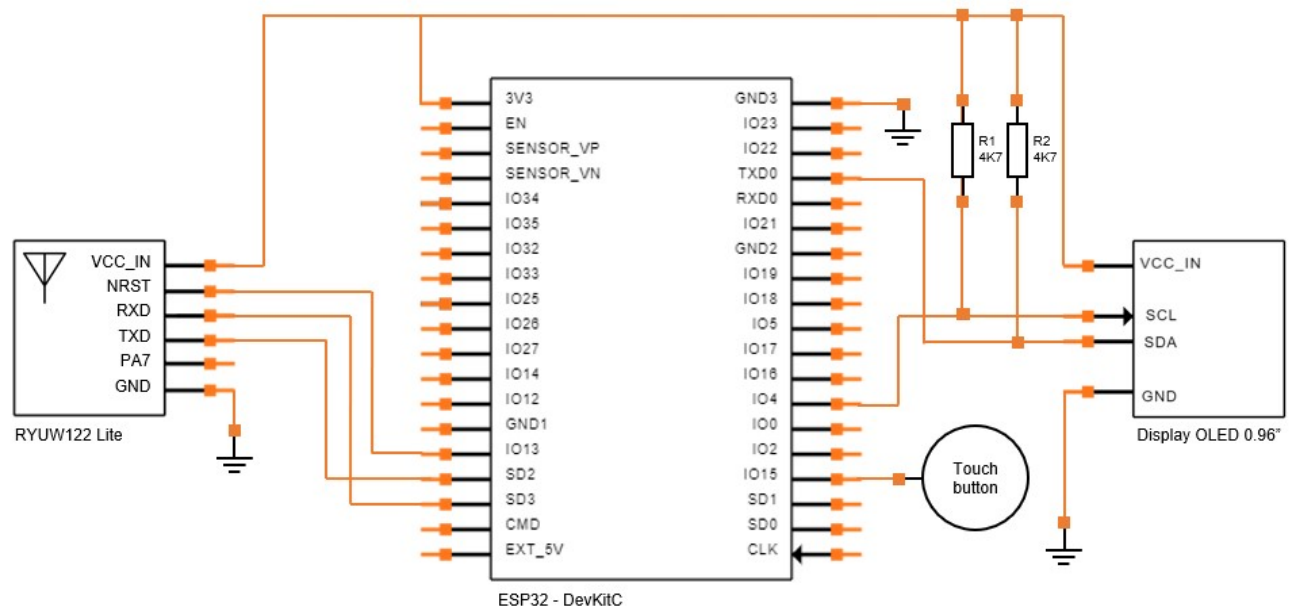 VCC_IN
NRST
RXD
TXD
PA7
GND
RYUW122 Lite
3V3
EN
SENSOR_VP
SENSOR_VN
IO34
IO35
IO32
IO33
IO25
IO26
IO27
IO14
IO12
GND1
IO13
SD2
SD3
CMD
EXT_5V
GND3
IO23
IO22
TXD0
RXD0
IO21
GND2
IO19
IO18
IO5
IO17
IO16
IO4
IO0
IO2
IO15
SD1
SD0
CLK
ESP32 - DevKitC
R1
4K7
R2
4K7
Touch
button
VCC_IN
SCL
SDA
GND
Display OLED 0.96”